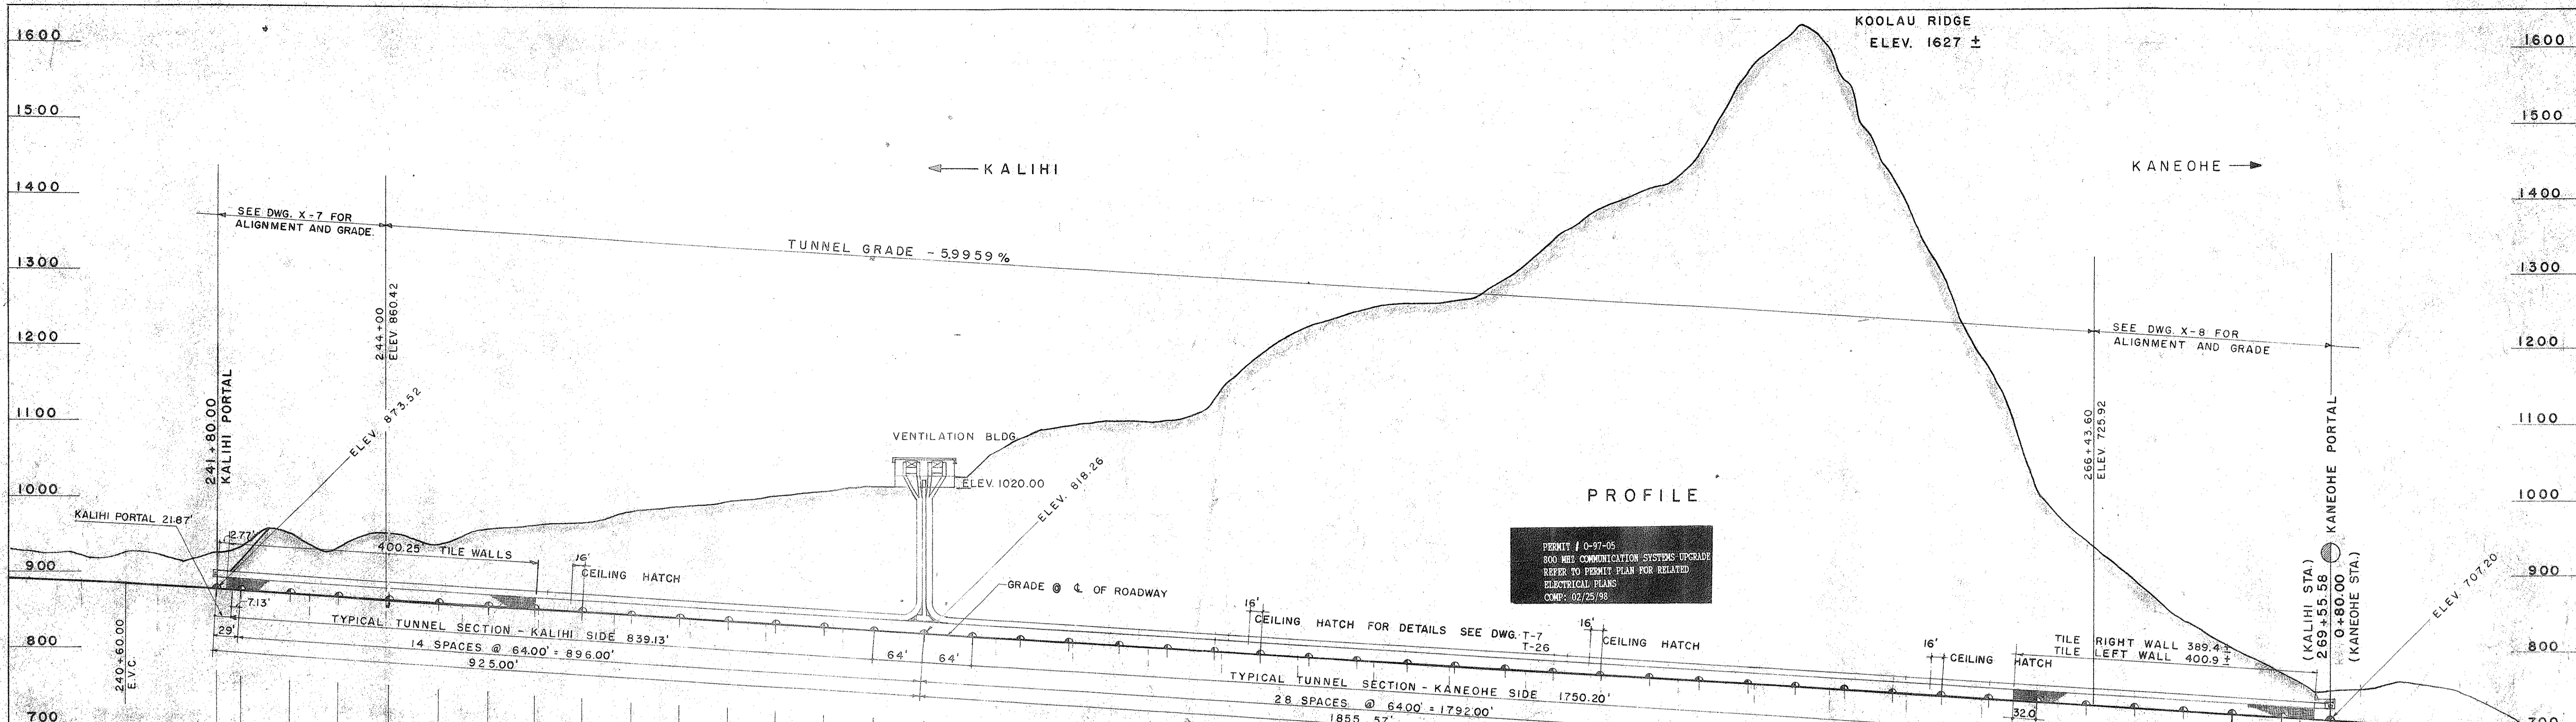 KOOLAU RIDGE
ELEV. 1627 ±
1600
1600
1500
1500
KALIHI
KANEOHE
1400
1400
SEE DWG. X-7 FOR
ALIGNMENT AND GRADE.
TUNNEL GRADE - 5.9959 %
1300
1300
244+00
ELEV. 860.42
SEE DWG. X-8 FOR
ALIGNMENT AND GRADE
1200
1200
241+80.00
KALIHI PORTAL
ELEV. 873.52
1100
1100
VENTILATION BLDG.
ELEV. 1020.00
ELEV. 818.26
266+43.60
ELEV. 725.92
KANEOHE PORTAL
1000
1000
PROFILE
KALIHI PORTAL 21.87'
2.77'
400.25' TILE WALLS
16'
CEILING HATCH
PERMIT # 0-97-05
800 MHZ COMMUNICATION SYSTEMS UPGRADE
REFER TO PERMIT PLAN FOR RELATED
ELECTRICAL PLANS
COMP: 02/25/98
900
900
GRADE @ ℄ OF ROADWAY
(KALIHI STA.)
269+55.58
0+80.00
(KANEOHE STA.)
ELEV. 707.20
7.13'
29'
TYPICAL TUNNEL SECTION - KALIHI SIDE 839.13'
14 SPACES @ 64.00' = 896.00'
925.00'
64'
64'
16'
CEILING HATCH FOR DETAILS SEE DWG. T-7
T-26
16'
CEILING HATCH
16'
CEILING HATCH
TILE RIGHT WALL 389.4 ±
TILE LEFT WALL 400.9 ±
800
800
240+60.00
E.V.C.
TYPICAL TUNNEL SECTION - KANEOHE SIDE 1750.20'
28 SPACES @ 64.00' = 1792.00'
1855.57'
32.0
700
700